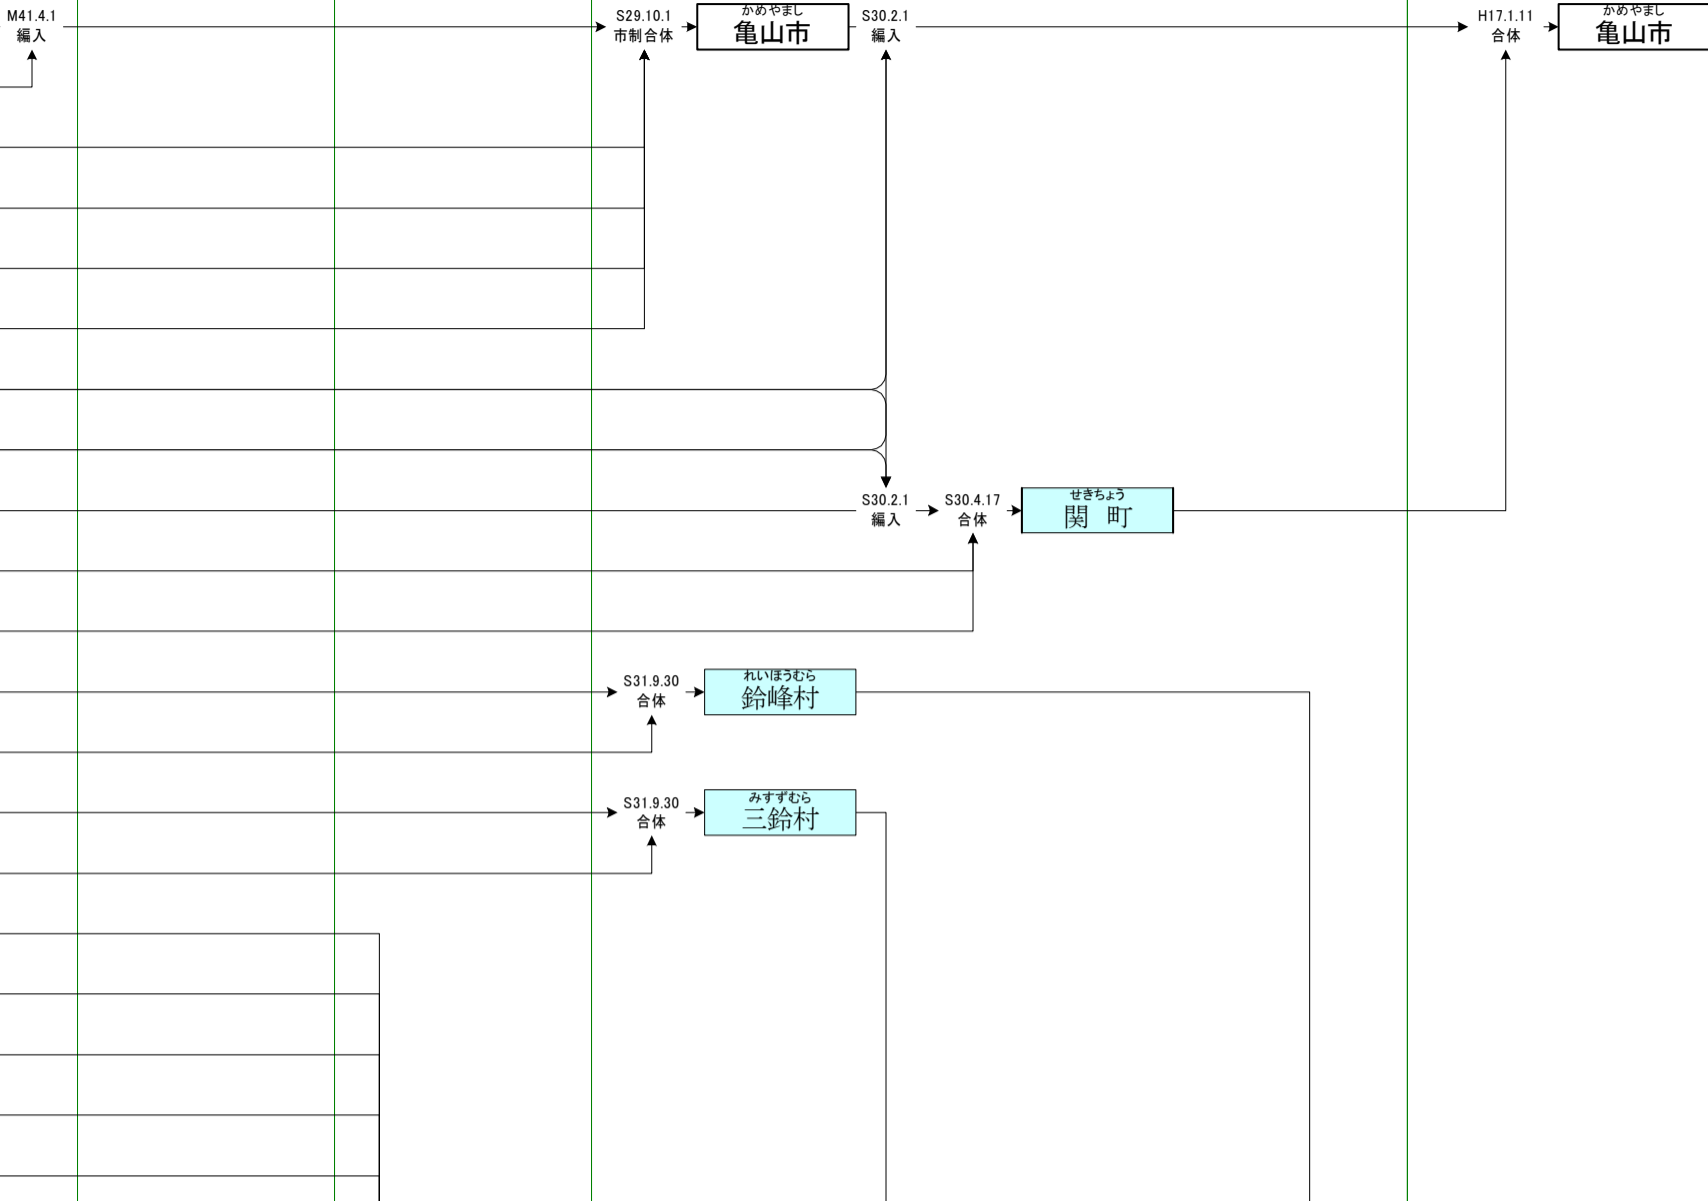 M41.4.1
編入
S29.10.1
市制合体
かめやまし
亀山市
S30.2.1
編入
H17.1.11
合体
かめやまし
亀山市
S30.2.1
編入
S30.4.17
合体
せきちょう
関 町
S31.9.30
合体
れいほうむら
鈴峰村
S31.9.30
合体
みすずむら
三鈴村